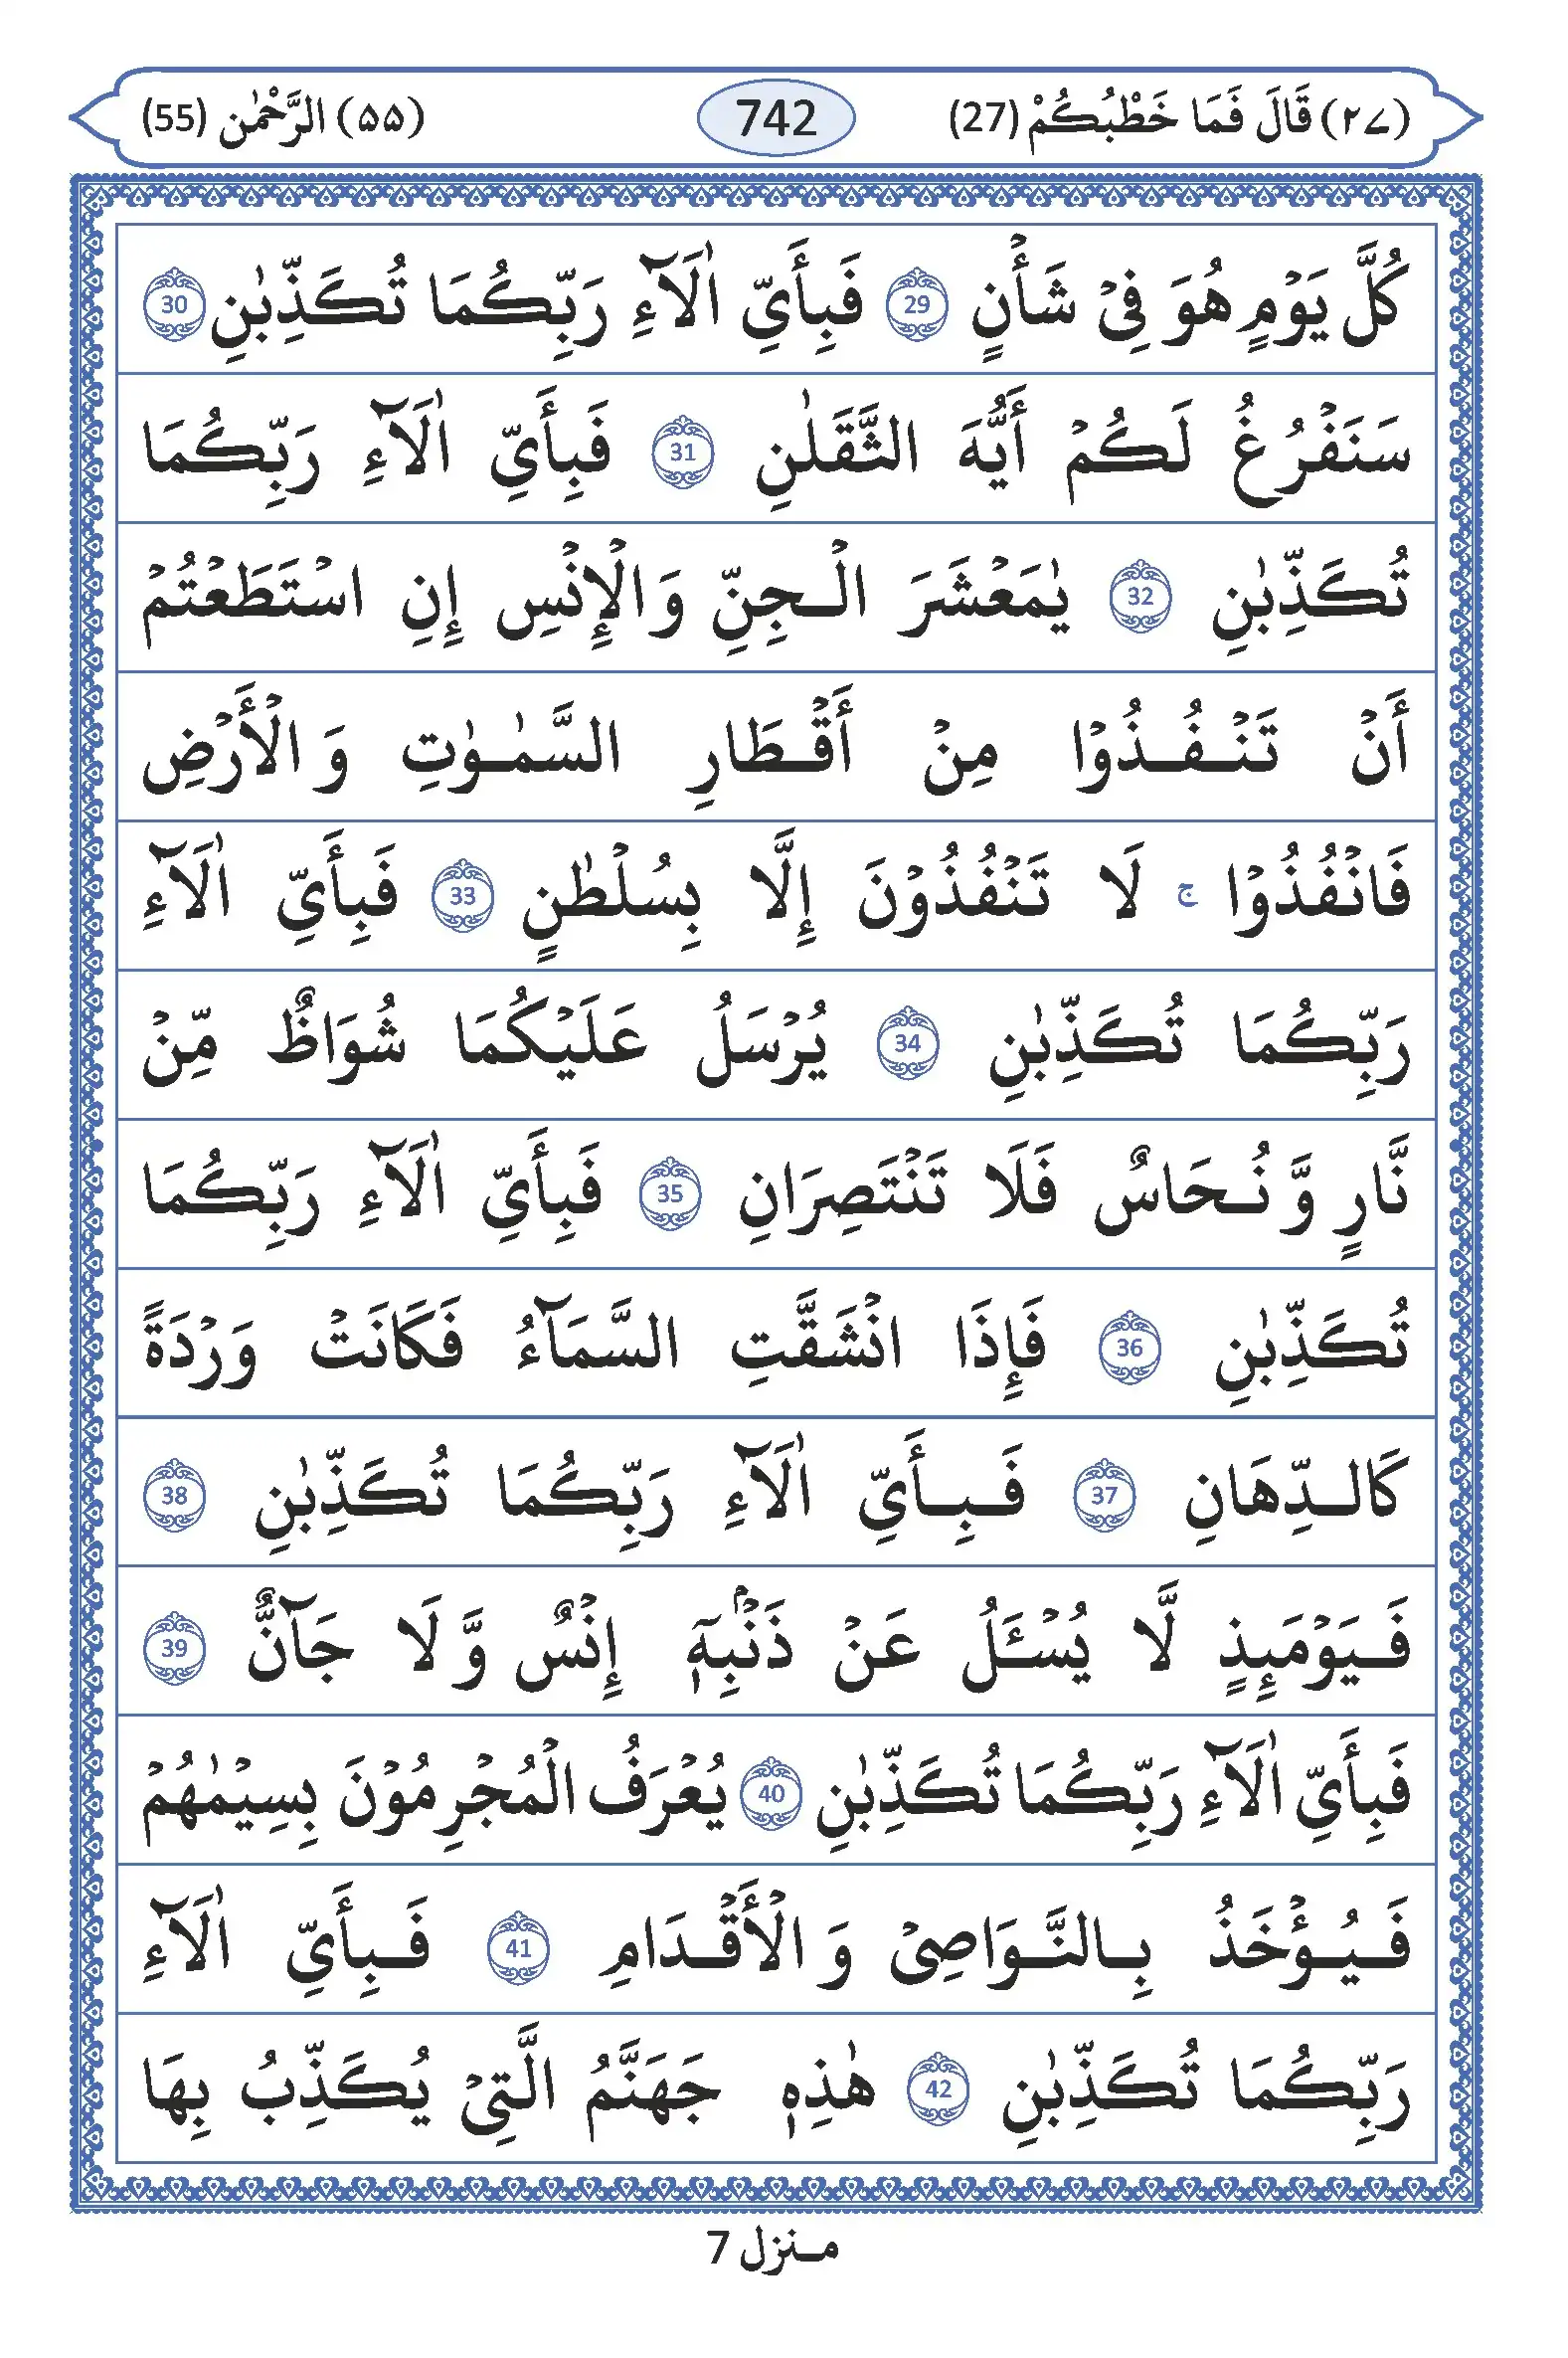 (٢٧) قَالَ فَمَا خَطْبُكُمْ (27) 742 (٥٥) الرَّحْمٰن (55)
كُلَّ يَوْمٍ هُوَ فِىْ شَأْنٍ 29 فَبِأَيِّ اٰلَآءِ رَبِّكُمَا تُكَذِّبٰنِ 30
سَنَفْرُغُ لَكُمْ أَيُّهَ الثَّقَلٰنِ 31 فَبِأَيِّ اٰلَآءِ رَبِّكُمَا
تُكَذِّبٰنِ 32 يٰمَعْشَرَ الْجِنِّ وَالْإِنْسِ إِنِ اسْتَطَعْتُمْ
أَنْ تَنْفُذُوْا مِنْ أَقْطَارِ السَّمٰوٰتِ وَالْأَرْضِ
فَانْفُذُوْا ج لَا تَنْفُذُوْنَ إِلَّا بِسُلْطٰنٍ 33 فَبِأَيِّ اٰلَآءِ
رَبِّكُمَا تُكَذِّبٰنِ 34 يُرْسَلُ عَلَيْكُمَا شُوَاظٌ مِّنْ
نَّارٍ وَّنُحَاسٌ فَلَا تَنْتَصِرَانِ 35 فَبِأَيِّ اٰلَآءِ رَبِّكُمَا
تُكَذِّبٰنِ 36 فَإِذَا انْشَقَّتِ السَّمَآءُ فَكَانَتْ وَرْدَةً
كَالدِّهَانِ 37 فَبِأَيِّ اٰلَآءِ رَبِّكُمَا تُكَذِّبٰنِ 38
فَيَوْمَئِذٍ لَّا يُسْـَٔلُ عَنْ ذَنْۢبِهٖٓ إِنْسٌ وَّلَا جَآنٌّ 39
فَبِأَيِّ اٰلَآءِ رَبِّكُمَا تُكَذِّبٰنِ 40 يُعْرَفُ الْمُجْرِمُوْنَ بِسِيْمٰهُمْ
فَيُؤْخَذُ بِالنَّوَاصِىْ وَالْأَقْدَامِ 41 فَبِأَيِّ اٰلَآءِ
رَبِّكُمَا تُكَذِّبٰنِ 42 هٰذِهٖ جَهَنَّمُ الَّتِىْ يُكَذِّبُ بِهَا
مـنزل 7